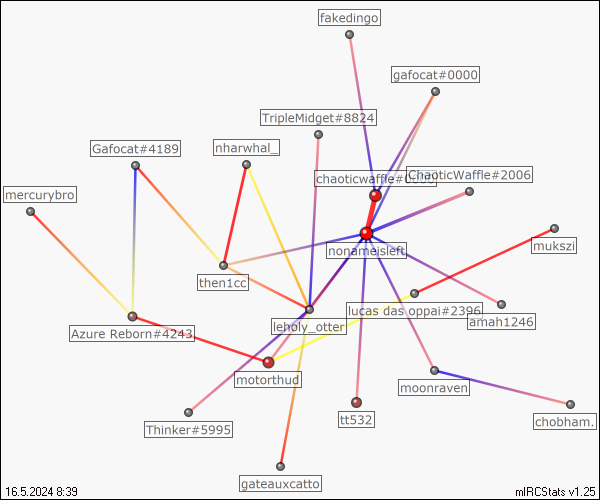 fakedingo
gafocat#0000
TripleMidget#8824
Gafocat#4189
nharwhal_
chaoticwaffle#0000
ChaoticWaffle#2006
mercurybro
mukszi
nonameisleft
then1cc
lucas das oppai#2396
amah1246
Azure Reborn#4243
leholy_otter
motorthud
moonraven
Thinker#5995
tt532
chobham.
gateauxcatto
16.5.2024 8:39
mIRCStats v1.25